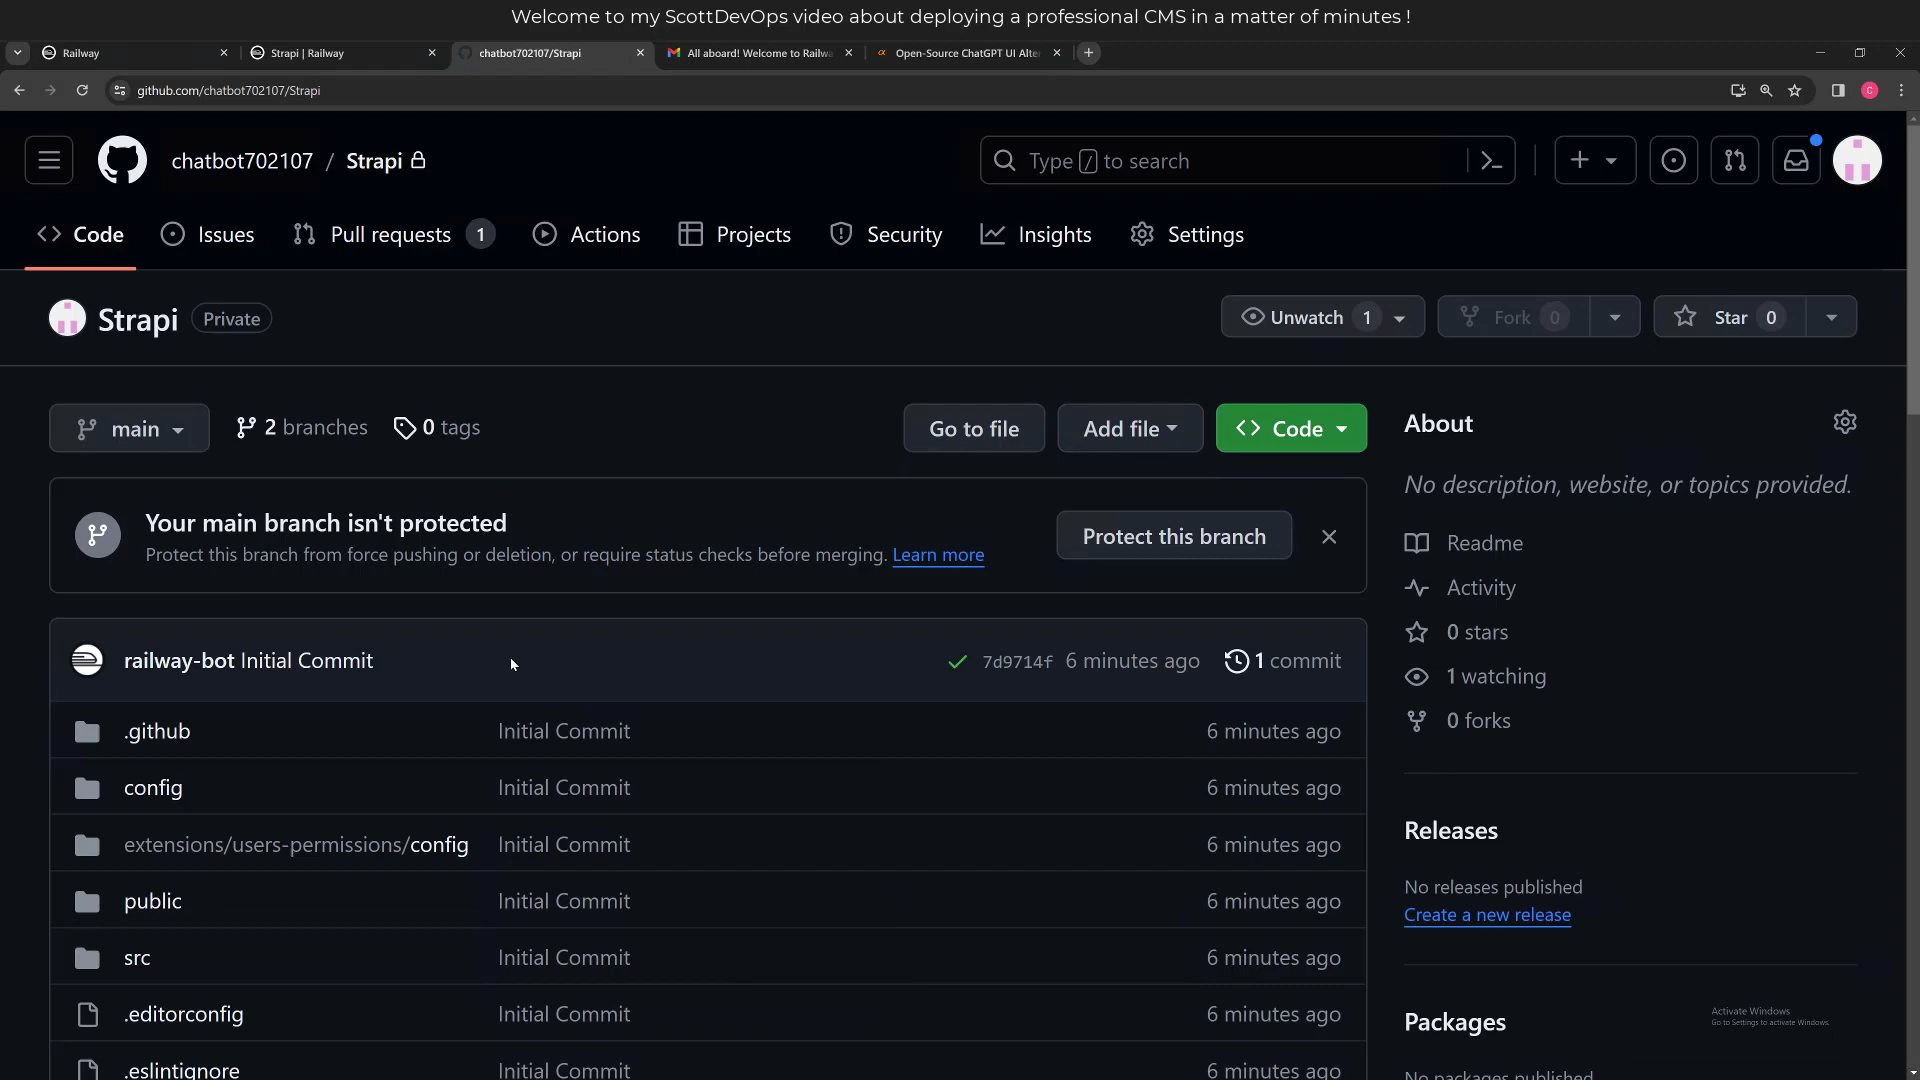 Welcome to my ScottDevOps video about deploying a professional CMS in a matter of minutes !
Railway
Strapi | Railway
chatbot702107/Strapi
All aboard! Welcome to Railwa
Open-Source ChatGPT UI Alter
github.com/chatbot702107/Strapi
C
chatbot702107 / Strapi
Type / to search
Code
Issues
Pull requests 1
Actions
Projects
Security
Insights
Settings
Strapi Private
Unwatch 1
Fork 0
Star 0
main
2 branches
0 tags
Go to file
Add file
Code
About
No description, website, or topics provided.
Your main branch isn't protected
Protect this branch from force pushing or deletion, or require status checks before merging. Learn more
Protect this branch
Readme
Activity
0 stars
1 watching
0 forks
railway-bot Initial Commit 7d9714f 6 minutes ago 1 commit
.github Initial Commit 6 minutes ago
config Initial Commit 6 minutes ago
extensions/users-permissions/config Initial Commit 6 minutes ago
public Initial Commit 6 minutes ago
src Initial Commit 6 minutes ago
.editorconfig Initial Commit 6 minutes ago
.eslintignore Initial Commit 6 minutes ago
Releases
No releases published
Create a new release
Packages
No packages published
Activate Windows
Go to Settings to activate Windows.